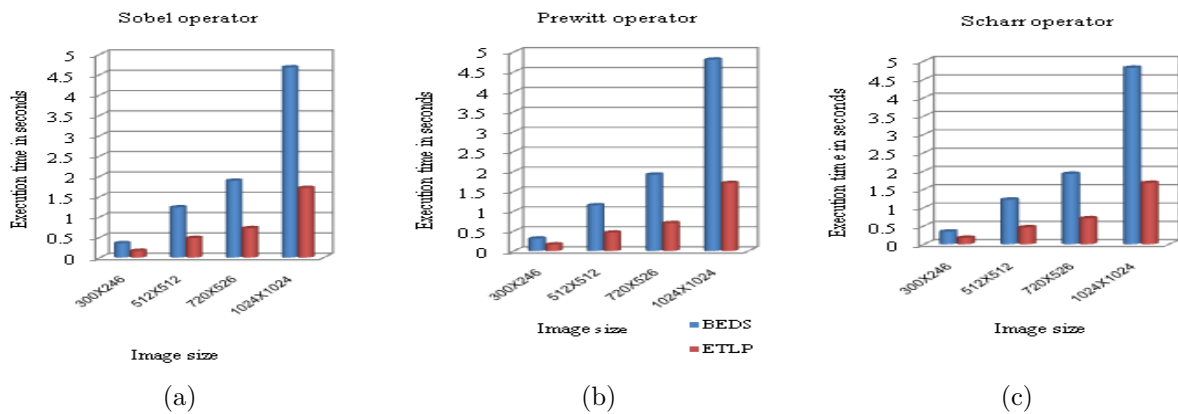 Sobel operator
Execution time in seconds
5
4.5
4
3.5
3
2.5
2
1.5
1
0.5
0
300X246
512X512
720X526
1024X1024
Image size
(a)
Prewitt operator
Execution time in seconds
5
4.5
4
3.5
3
2.5
2
1.5
1
0.5
0
300X246
512X512
720X526
1024X1024
Image size
BEDS
ETLP
(b)
Scharr operator
Execution time in seconds
5
4.5
4
3.5
3
2.5
2
1.5
1
0.5
0
300X246
512X512
720X526
1024X1024
Image size
(c)